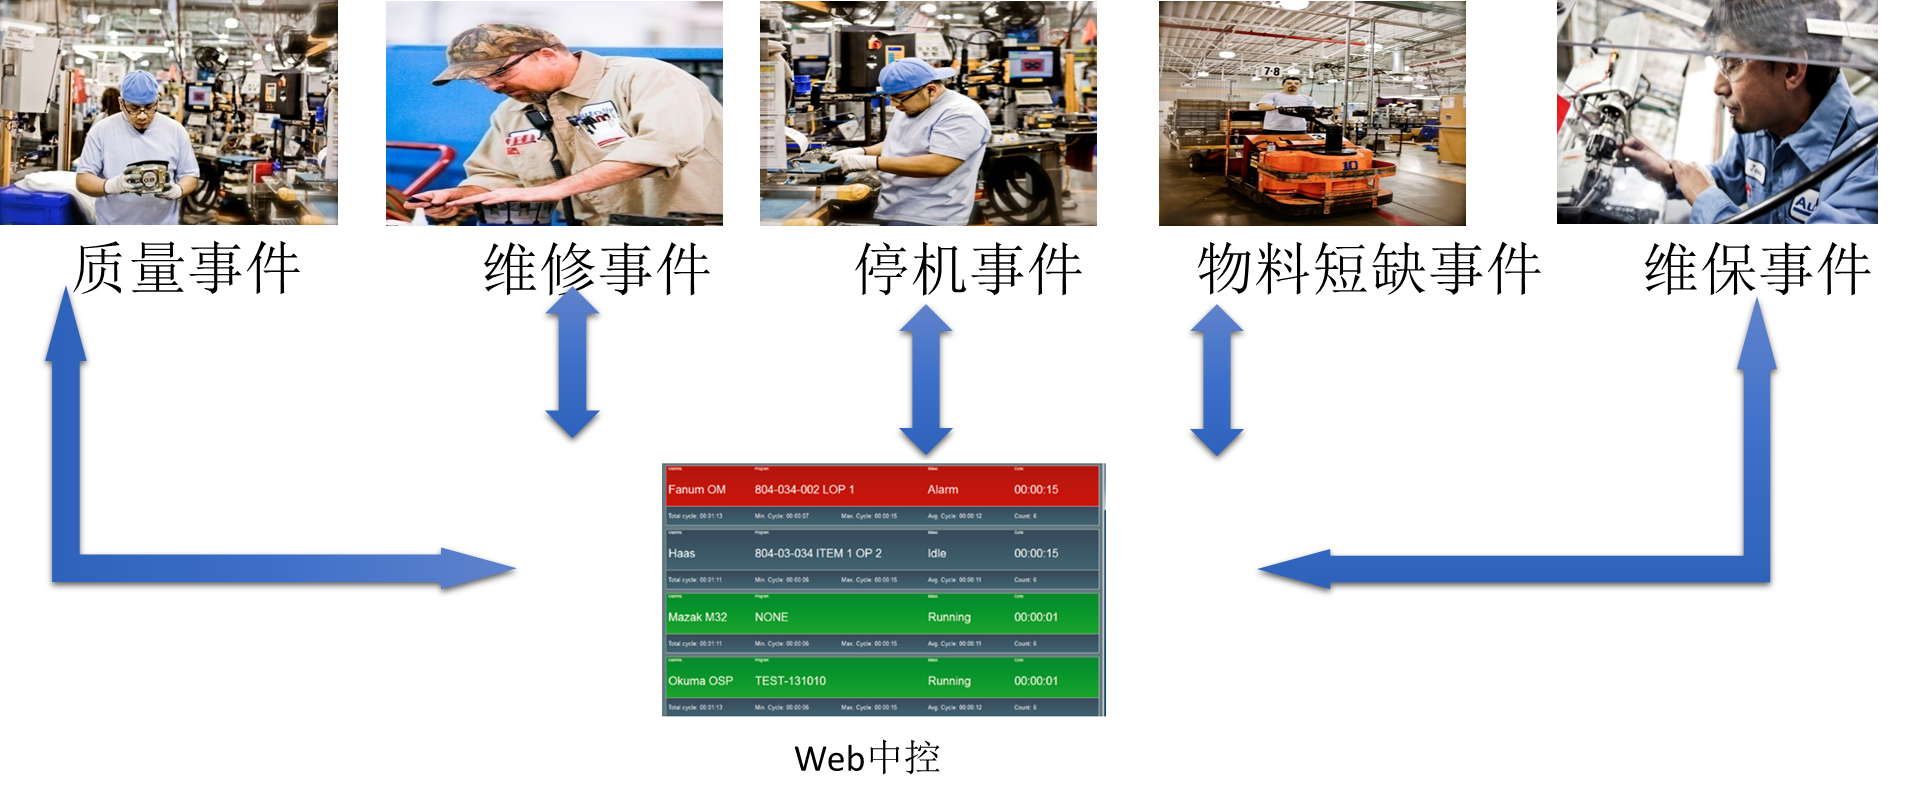 7-8
10
质量事件
维修事件
停机事件
物料短缺事件
维保事件
Machine Program Status Cycle
Fanum OM 804-034-002 LOP 1 Alarm 00:00:15
Total cycle: 00:01:13 Min. Cycle: 00:00:07 Max. Cycle: 00:00:15 Avg. Cycle: 00:00:12 Count: 6
Haas 804-03-034 ITEM 1 OP 2 Idle 00:00:15
Total cycle: 00:01:11 Min. Cycle: 00:00:06 Max. Cycle: 00:00:15 Avg. Cycle: 00:00:11 Count: 6
Mazak M32 NONE Running 00:00:01
Total cycle: 00:01:11 Min. Cycle: 00:00:06 Max. Cycle: 00:00:15 Avg. Cycle: 00:00:11 Count: 6
Okuma OSP TEST-131010 Running 00:00:01
Total cycle: 00:01:13 Min. Cycle: 00:00:06 Max. Cycle: 00:00:15 Avg. Cycle: 00:00:12 Count: 6
Web中控